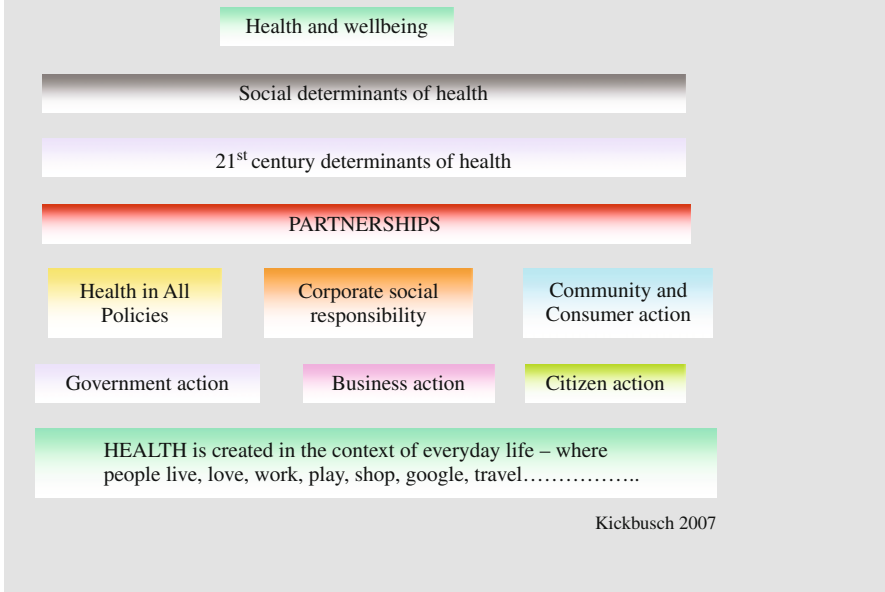 Health and wellbeing
Social determinants of health
21st century determinants of health
PARTNERSHIPS
Health in All
Policies
Corporate social
responsibility
Community and
Consumer action
Government action
Business action
Citizen action
HEALTH is created in the context of everyday life – where
people live, love, work, play, shop, google, travel……………..
Kickbusch 2007